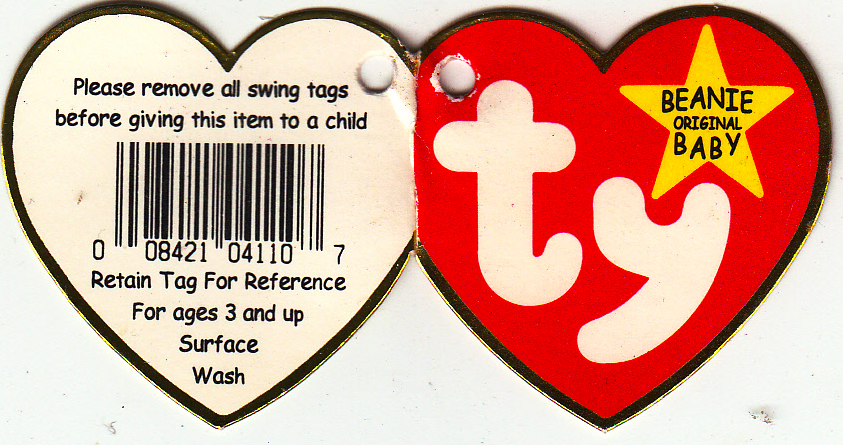 Please remove all swing tags
before giving this item to a child
0 08421 04110 7
Retain Tag For Reference
For ages 3 and up
Surface
Wash
ty
BEANIE
ORIGINAL
BABY